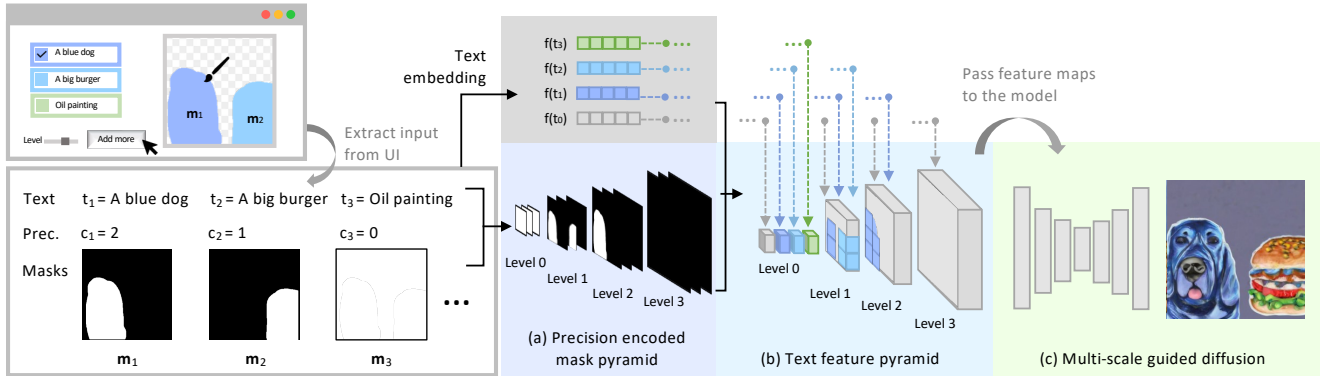 A blue dog
A big burger
Oil painting
Level
Add more
m1
m2
Extract input
from UI
Text
embedding
f(t3)
f(t2)
f(t1)
f(t0)
Pass feature maps
to the model
Text t1 = A blue dog t2 = A big burger t3 = Oil painting
Prec. c1 = 2 c2 = 1 c3 = 0
Masks
m1 m2 m3
Level 0
Level 1
Level 2
Level 3
(a) Precision encoded
mask pyramid
Level 0
Level 1
Level 2
Level 3
(b) Text feature pyramid
(c) Multi-scale guided diffusion